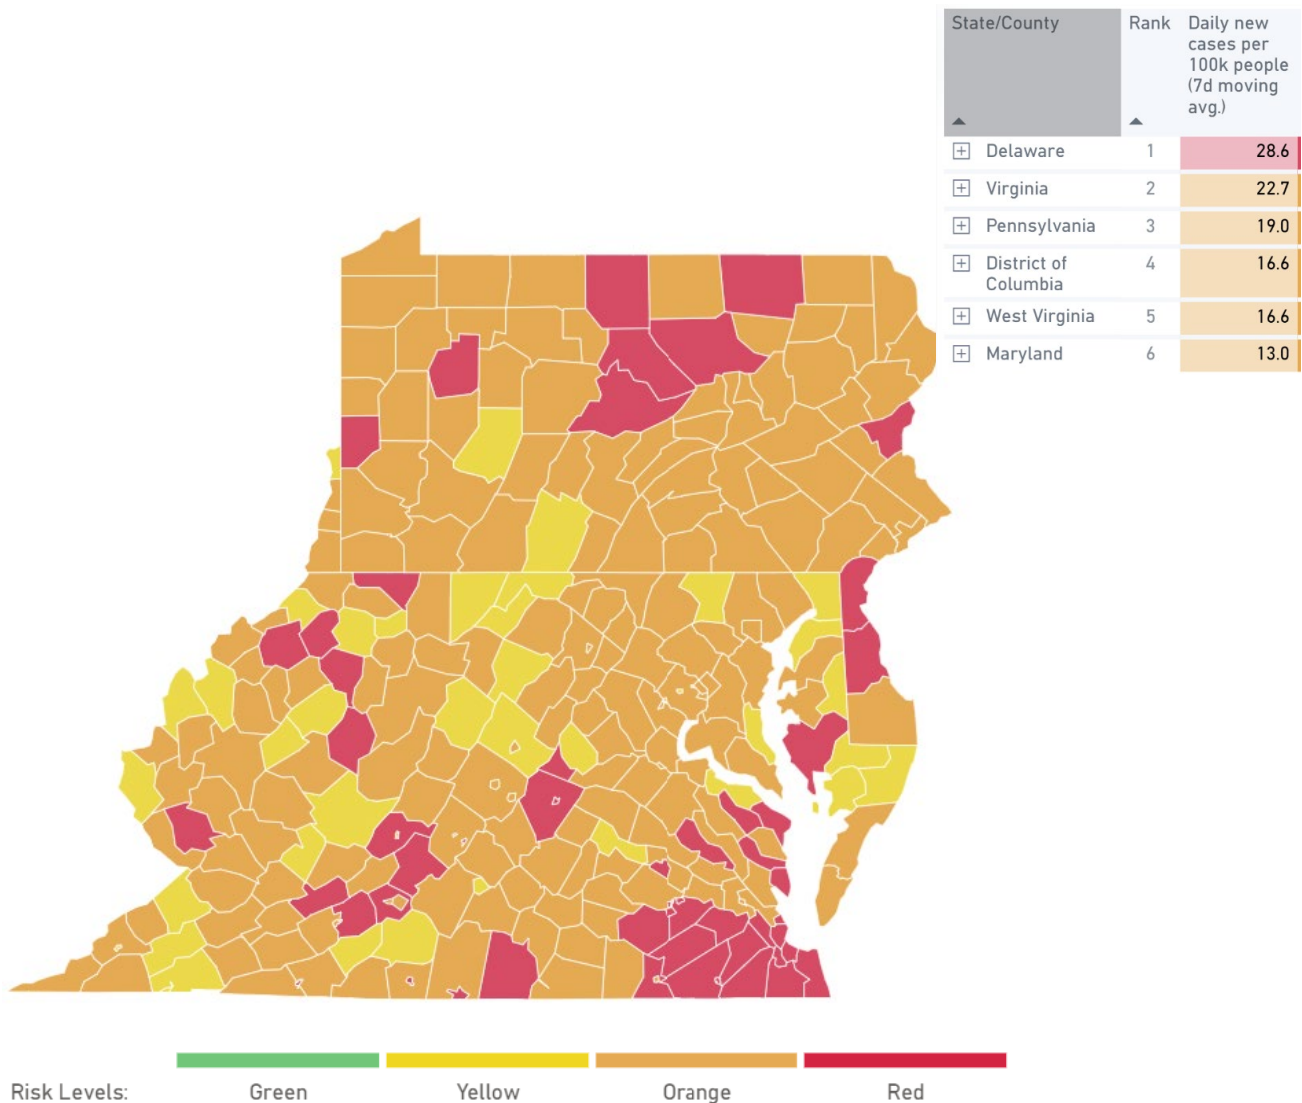 State/County Rank Daily new
cases per
100k people
(7d moving
avg.)
Delaware 1 28.6
Virginia 2 22.7
Pennsylvania 3 19.0
District of 4 16.6
Columbia
West Virginia 5 16.6
Maryland 6 13.0
Risk Levels: Green Yellow Orange Red